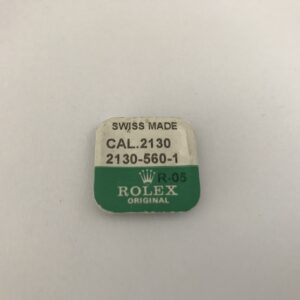 SWISS MADE
CAL.2130
2130-560-1
R-05
ROLEX
ORIGINAL